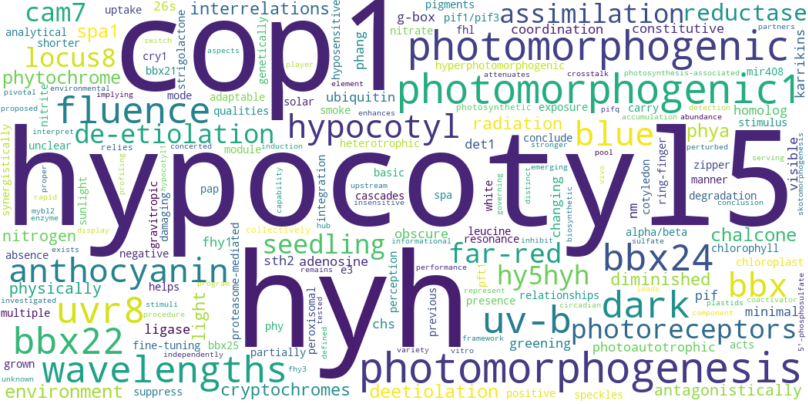 cam7 uptake 26s interrelations pigments pif1/pif3 assimilation reductase
analytical shorter spa1 cop1 g-box coordination constitutive
locus8 cry1 strigolactone genetically hyposensitive phang nitrate fhl photomorphogenic karrikins
switch aspects player element variety
pivotal environmental bbx21 mode solar attenuates crosstalk hyperphotomorphogenic photosynthesis-associated mir408
phytochrome adaptable ubiquitin photomorphogenic1
proposed implying qualities smoke enhances photosynthetic exposure pifq carry detection homolog partners
nitrite fluence hypocotyl heterotrophic accumulation abundance stimulus
synergistically interpret de-etiolation radiation blue phya visible
unclear relies module concerted induction det1 conclude stronger pool perturbed zipper serving
hypocotyl5
nitrogen pap basic spa white emerging nm cotyledon ring-finger manner skotomorphogenesis
proper rapid profiling hypocotyl1 sunlight gravitropic damaging capability upstream insensitive cascades governing distinct biosynthetic changing vivo degradation conclusion
myb12 enzyme display collectively hub integration leucine alpha/beta sulfate chalcone
absence exists negative fhy1 seedling obscure resonance far-red bbx24 chlorophyll
anthocyanin proteasome-mediated sth2 adenosine perception informational inhibit hy5hyh diminished bbx chloroplast
physically remains e3 hyh performance previous pft1 presence relationships pif minimal
investigated helps uvr8 light program peroxisomal tested represent circadian leads plastids coactivator
multiple stimuli ligase phy chs uv-b dark component 5'-phosphosulfate
bbx22 procedure fine-tuning bbx25 defined greening photoreceptors
grown independently partially vitro framework photoautotrophic acts
wavelengths fhy3 photomorphogenesis
unknown environment suppress cryptochromes deetiolation positive speckles antagonistically